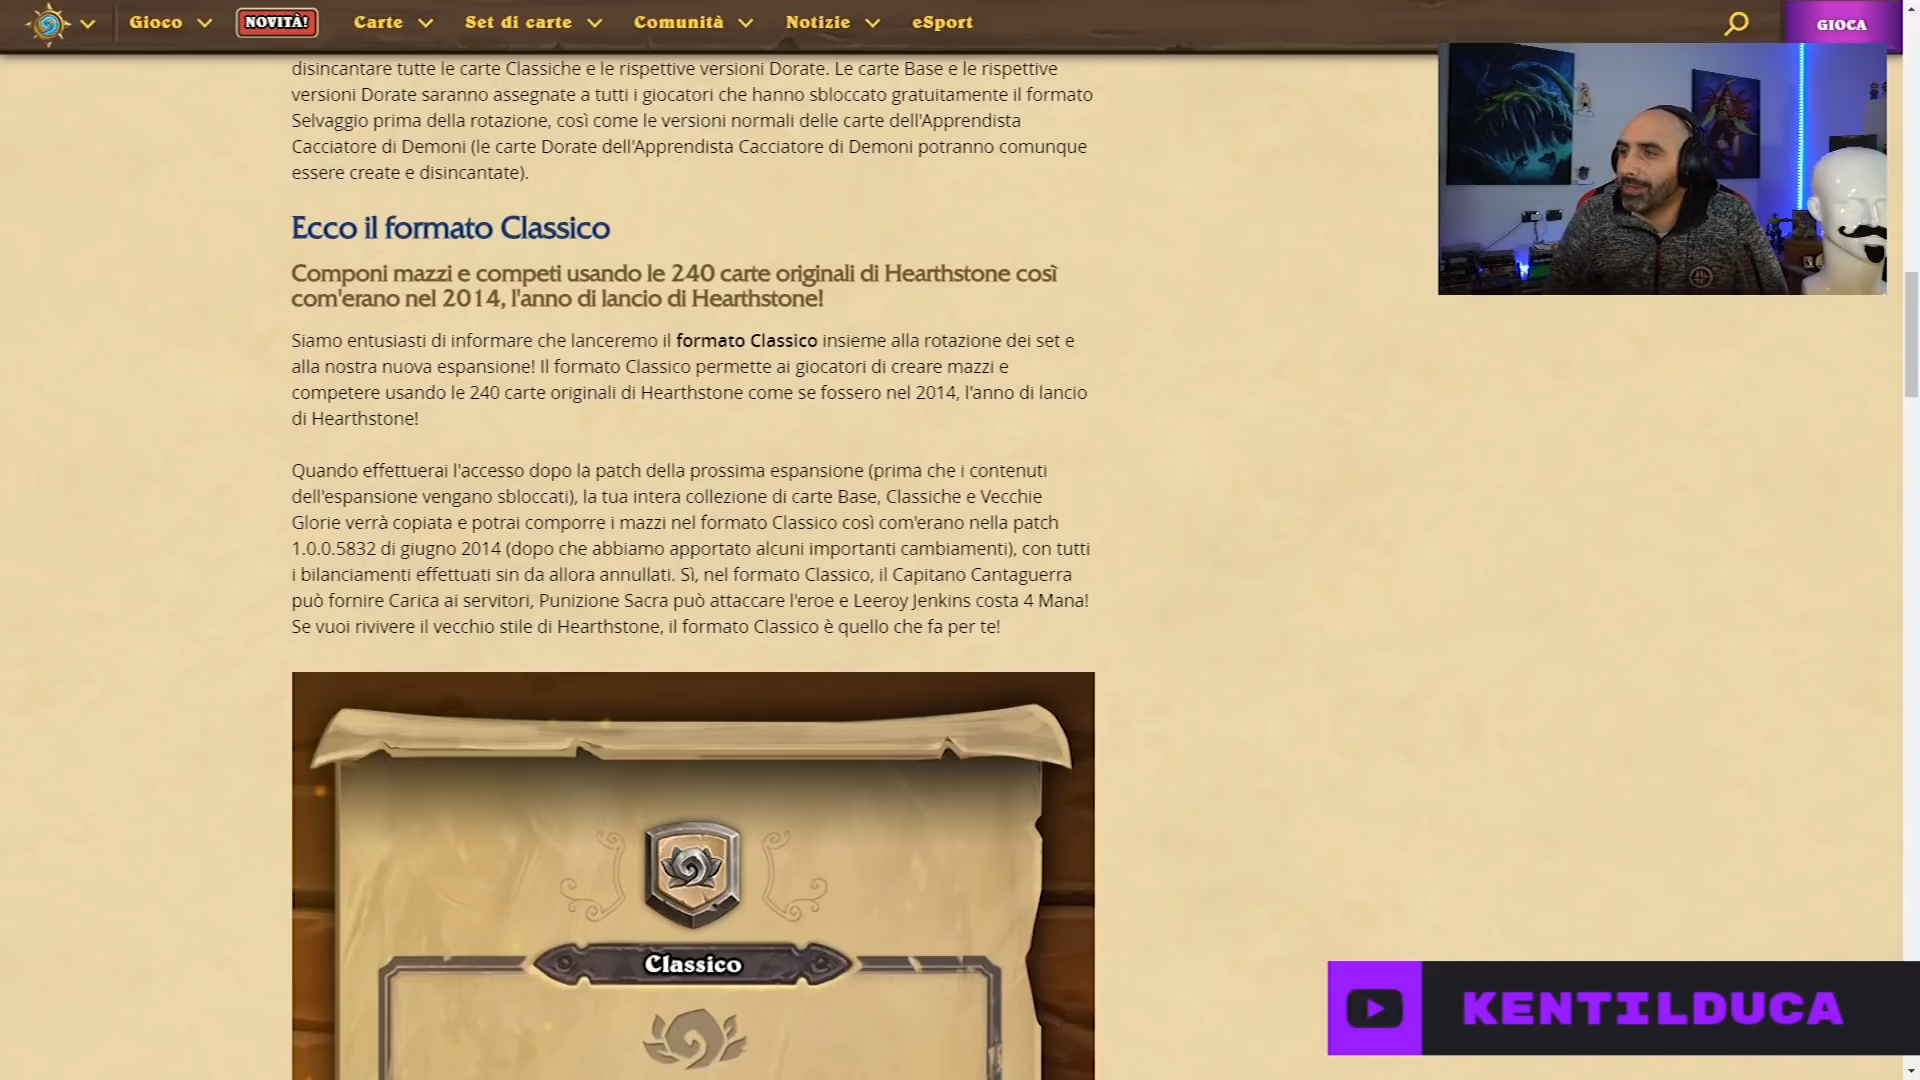 Gioco NOVITÀ! Carte Set di carte Comunità Notizie eSport GIOCA
disincantare tutte le carte Classiche e le rispettive versioni Dorate. Le carte Base e le rispettive
versioni Dorate saranno assegnate a tutti i giocatori che hanno sbloccato gratuitamente il formato
Selvaggio prima della rotazione, così come le versioni normali delle carte dell'Apprendista
Cacciatore di Demoni (le carte Dorate dell'Apprendista Cacciatore di Demoni potranno comunque
essere create e disincantate).
Ecco il formato Classico
Componi mazzi e competi usando le 240 carte originali di Hearthstone così
com'erano nel 2014, l'anno di lancio di Hearthstone!
Siamo entusiasti di informare che lanceremo il formato Classico insieme alla rotazione dei set e
alla nostra nuova espansione! Il formato Classico permette ai giocatori di creare mazzi e
competere usando le 240 carte originali di Hearthstone come se fossero nel 2014, l'anno di lancio
di Hearthstone!
Quando effettuerai l'accesso dopo la patch della prossima espansione (prima che i contenuti
dell'espansione vengano sbloccati), la tua intera collezione di carte Base, Classiche e Vecchie
Glorie verrà copiata e potrai comporre i mazzi nel formato Classico così com'erano nella patch
1.0.0.5832 di giugno 2014 (dopo che abbiamo apportato alcuni importanti cambiamenti), con tutti
i bilanciamenti effettuati sin da allora annullati. Sì, nel formato Classico, il Capitano Cantaguerra
può fornire Carica ai servitori, Punizione Sacra può attaccare l'eroe e Leeroy Jenkins costa 4 Mana!
Se vuoi rivivere il vecchio stile di Hearthstone, il formato Classico è quello che fa per te!
Classico
KENTILDUCA